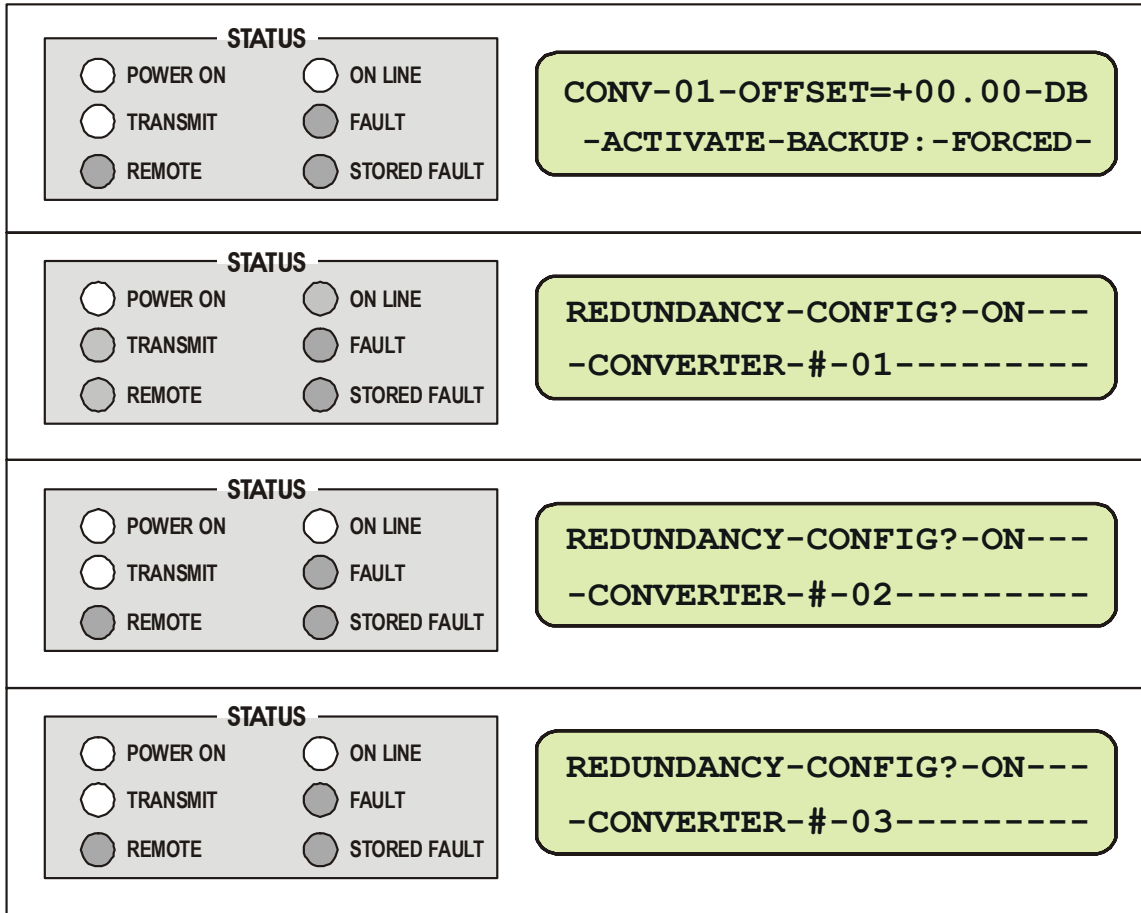 STATUS
POWER ON ON LINE
TRANSMIT FAULT
REMOTE STORED FAULT
CONV-01-OFFSET=+00.00-DB
-ACTIVATE-BACKUP:-FORCED-
STATUS
POWER ON ON LINE
TRANSMIT FAULT
REMOTE STORED FAULT
REDUNDANCY-CONFIG?-ON---
-CONVERTER-#-01---------
STATUS
POWER ON ON LINE
TRANSMIT FAULT
REMOTE STORED FAULT
REDUNDANCY-CONFIG?-ON---
-CONVERTER-#-02---------
STATUS
POWER ON ON LINE
TRANSMIT FAULT
REMOTE STORED FAULT
REDUNDANCY-CONFIG?-ON---
-CONVERTER-#-03---------